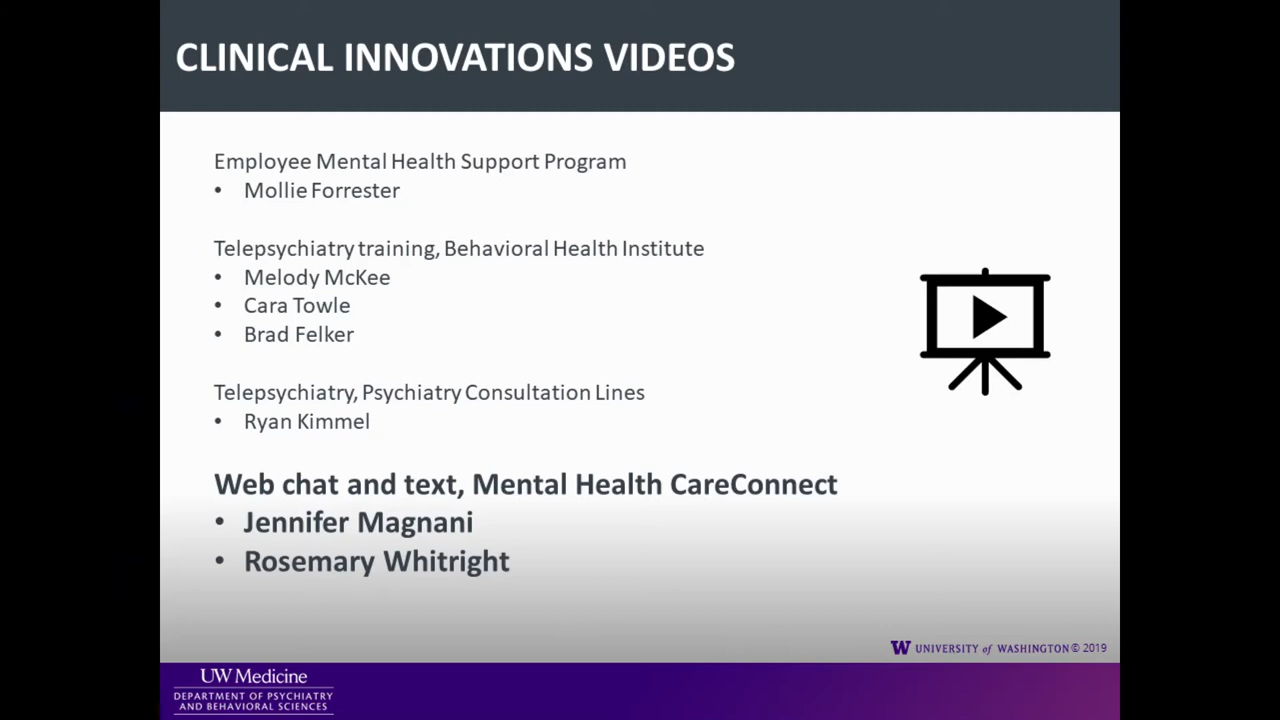 CLINICAL INNOVATIONS VIDEOS
Employee Mental Health Support Program
• Mollie Forrester
Telepsychiatry training, Behavioral Health Institute
• Melody McKee
• Cara Towle
• Brad Felker
Telepsychiatry, Psychiatry Consultation Lines
• Ryan Kimmel
Web chat and text, Mental Health CareConnect
• Jennifer Magnani
• Rosemary Whitright
W UNIVERSITY of WASHINGTON © 2019
UW Medicine
DEPARTMENT OF PSYCHIATRY
AND BEHAVIORAL SCIENCES